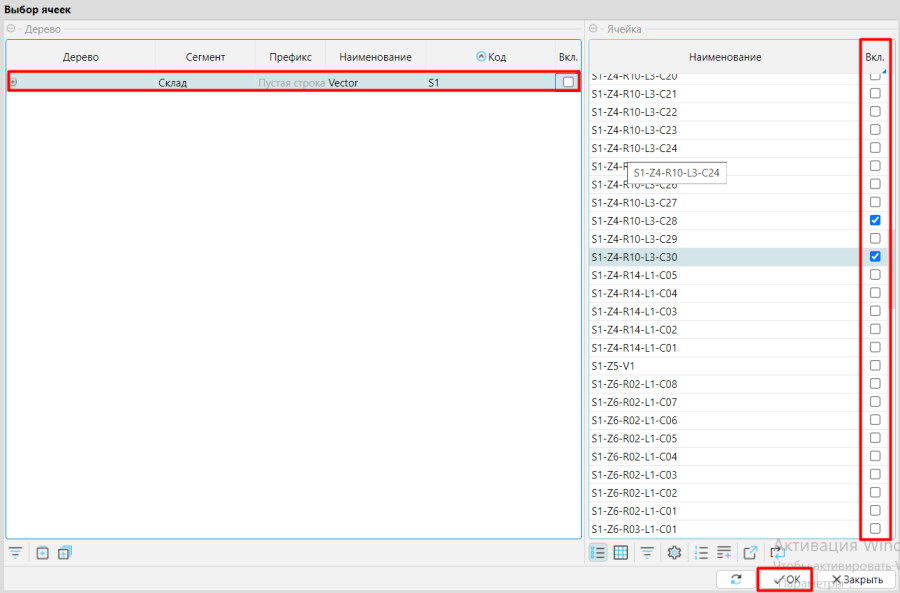 Выбор ячеек
Дерево
Дерево Сегмент Префикс Наименование Код Вкл.
Склад Пустая строка Vector S1
Ячейка
Наименование Вкл.
S1-Z4-R10-L3-C20
S1-Z4-R10-L3-C21
S1-Z4-R10-L3-C22
S1-Z4-R10-L3-C23
S1-Z4-R10-L3-C24
S1-Z4-R
S1-Z4-R10-L3-C24
S1-Z4-R10-L3-C26
S1-Z4-R10-L3-C27
S1-Z4-R10-L3-C28
S1-Z4-R10-L3-C29
S1-Z4-R10-L3-C30
S1-Z4-R14-L1-C05
S1-Z4-R14-L1-C04
S1-Z4-R14-L1-C03
S1-Z4-R14-L1-C02
S1-Z4-R14-L1-C01
S1-Z5-V1
S1-Z6-R02-L1-C08
S1-Z6-R02-L1-C07
S1-Z6-R02-L1-C06
S1-Z6-R02-L1-C05
S1-Z6-R02-L1-C04
S1-Z6-R02-L1-C03
S1-Z6-R02-L1-C02
S1-Z6-R02-L1-C01
S1-Z6-R03-L1-C01
Активация Wind
Чтобы активировать W
Параметры
OK Закрыть